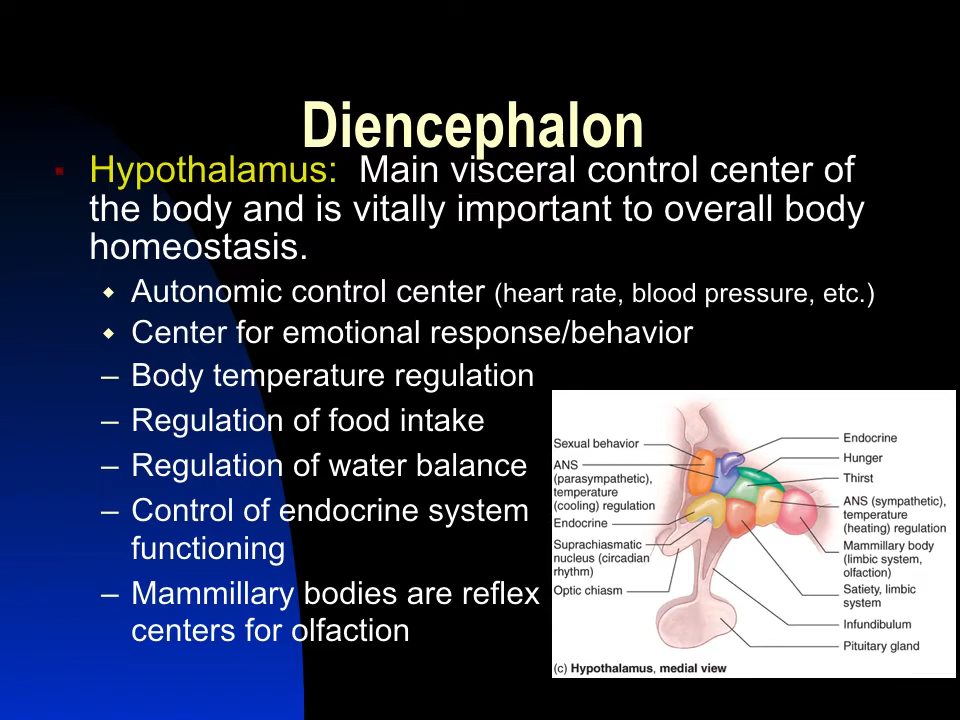 Diencephalon
▪ Hypothalamus: Main visceral control center of
the body and is vitally important to overall body
homeostasis.
◆ Autonomic control center (heart rate, blood pressure, etc.)
◆ Center for emotional response/behavior
– Body temperature regulation
– Regulation of food intake
– Regulation of water balance
– Control of endocrine system
functioning
– Mammillary bodies are reflex
centers for olfaction
Sexual behavior
ANS
(parasympathetic),
temperature
(cooling) regulation
Endocrine
Suprachiasmatic
nucleus (circadian
rhythm)
Optic chiasm
Endocrine
Hunger
Thirst
ANS (sympathetic),
temperature
(heating) regulation
Mammillary body
(limbic system,
olfaction)
Satiety, limbic
system
Infundibulum
Pituitary gland
(c) Hypothalamus, medial view